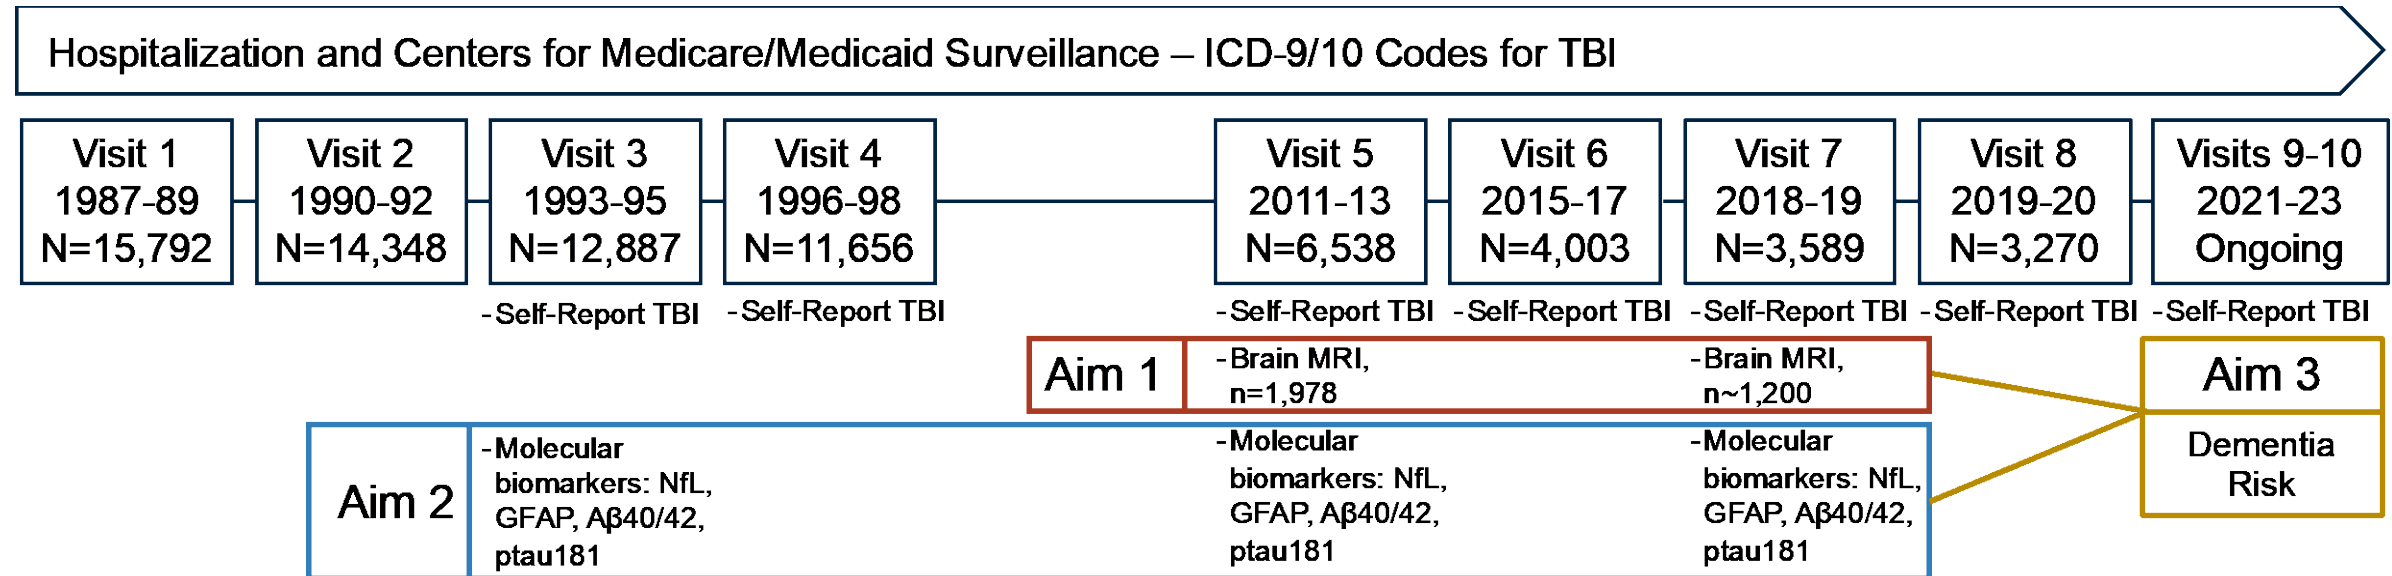 Hospitalization and Centers for Medicare/Medicaid Surveillance – ICD-9/10 Codes for TBI
Visit 1
1987-89
N=15,792
Visit 2
1990-92
N=14,348
Visit 3
1993-95
N=12,887
-Self-Report TBI
Visit 4
1996-98
N=11,656
-Self-Report TBI
Visit 5
2011-13
N=6,538
-Self-Report TBI
Visit 6
2015-17
N=4,003
-Self-Report TBI
Visit 7
2018-19
N=3,589
-Self-Report TBI
Visit 8
2019-20
N=3,270
-Self-Report TBI
Visits 9-10
2021-23
Ongoing
-Self-Report TBI
Aim 1
-Brain MRI,
n=1,978
-Brain MRI,
n~1,200
Aim 2
-Molecular
biomarkers: NfL,
GFAP, Aβ40/42,
ptau181
-Molecular
biomarkers: NfL,
GFAP, Aβ40/42,
ptau181
-Molecular
biomarkers: NfL,
GFAP, Aβ40/42,
ptau181
Aim 3
Dementia
Risk